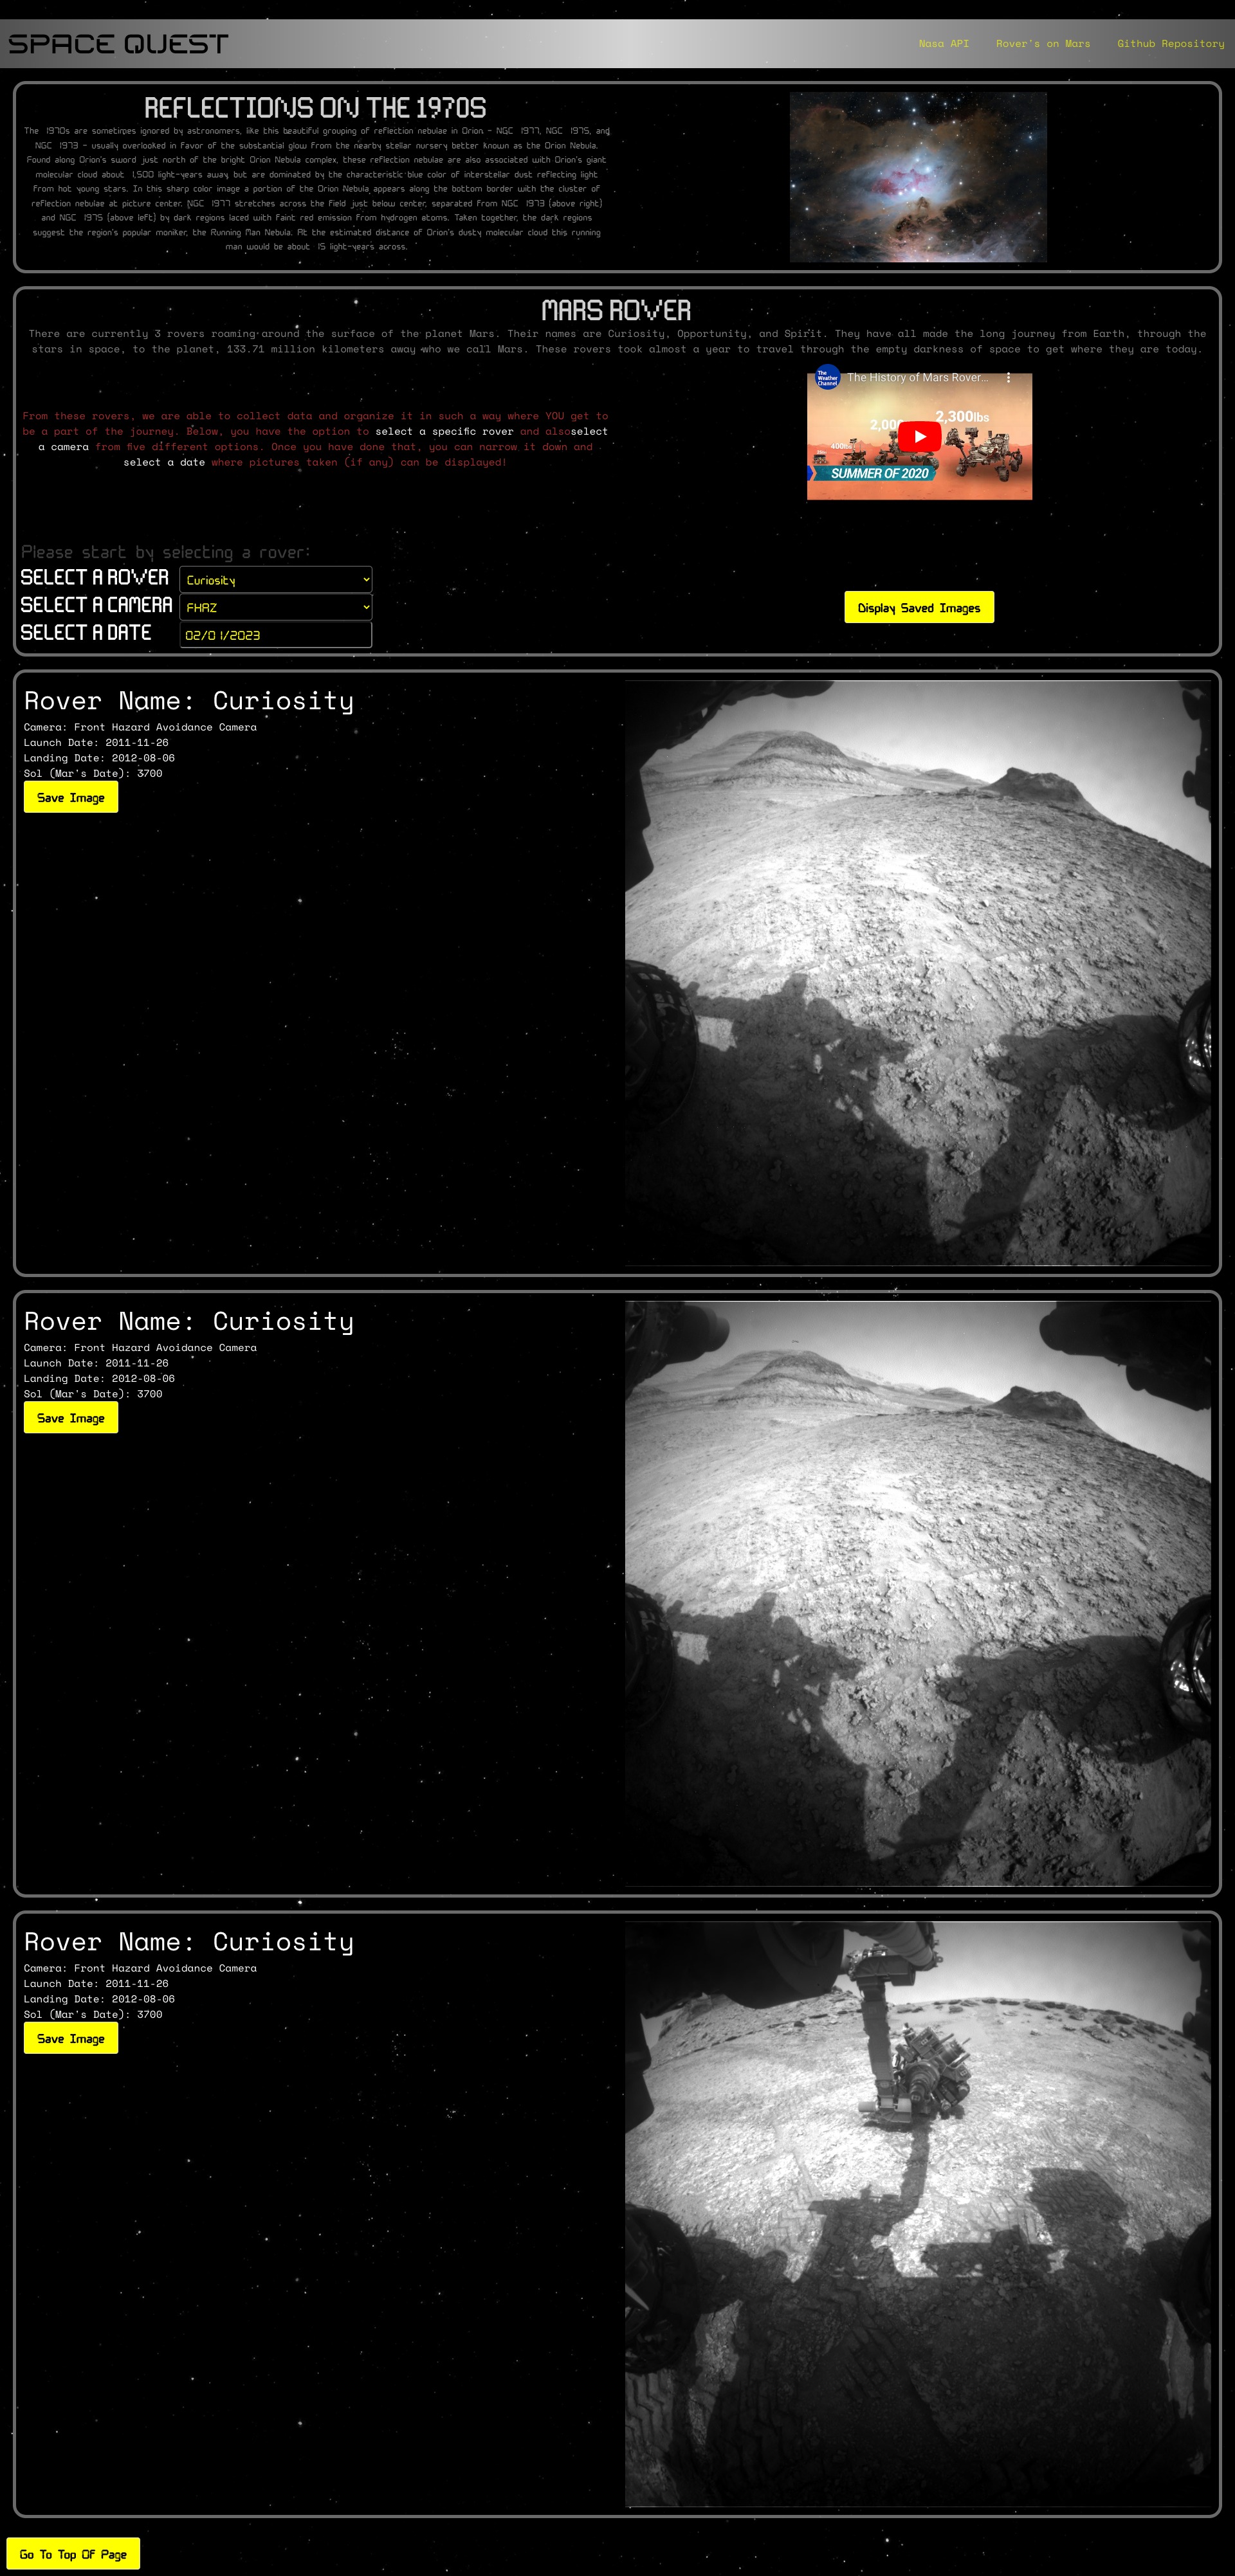 SPACE QUEST
Nasa API
Rover's on Mars
Github Repository
REFLECTIONS ON THE 1970S
The 1970s are sometimes ignored by astronomers, like this beautiful grouping of reflection nebulae in Orion - NGC 1977, NGC 1975, and
NGC 1973 - usually overlooked in favor of the substantial glow from the nearby stellar nursery better known as the Orion Nebula.
Found along Orion's sword just north of the bright Orion Nebula complex, these reflection nebulae are also associated with Orion's giant
molecular cloud about 1,500 light-years away, but are dominated by the characteristic blue color of interstellar dust reflecting light
from hot young stars. In this sharp color image a portion of the Orion Nebula appears along the bottom border with the cluster of
reflection nebulae at picture center. NGC 1977 stretches across the field just below center, separated from NGC 1973 (above right)
and NGC 1975 (above left) by dark regions laced with faint red emission from hydrogen atoms. Taken together, the dark regions
suggest the region's popular moniker, the Running Man Nebula. At the estimated distance of Orion's dusty molecular cloud this running
man would be about 15 light-years across.
MARS ROVER
There are currently 3 rovers roaming around the surface of the planet Mars. Their names are Curiosity, Opportunity, and Spirit. They have all made the long journey from Earth, through the
stars in space, to the planet, 133.71 million kilometers away who we call Mars. These rovers took almost a year to travel through the empty darkness of space to get where they are today.
From these rovers, we are able to collect data and organize it in such a way where YOU get to
be a part of the journey. Below, you have the option to select a specific rover and alsoselect
a camera from five different options. Once you have done that, you can narrow it down and
select a date where pictures taken (if any) can be displayed!
The Weather Channel
The History of Mars Rover...
2,000
2,300lbs
400lbs
SUMMER OF 2020
Please start by selecting a rover:
SELECT A ROVER
Curiosity
SELECT A CAMERA
FHAZ
SELECT A DATE
02/01/2023
Display Saved Images
Rover Name: Curiosity
Camera: Front Hazard Avoidance Camera
Launch Date: 2011-11-26
Landing Date: 2012-08-06
Sol (Mar's Date): 3700
Save Image
Rover Name: Curiosity
Camera: Front Hazard Avoidance Camera
Launch Date: 2011-11-26
Landing Date: 2012-08-06
Sol (Mar's Date): 3700
Save Image
Rover Name: Curiosity
Camera: Front Hazard Avoidance Camera
Launch Date: 2011-11-26
Landing Date: 2012-08-06
Sol (Mar's Date): 3700
Save Image
Go To Top Of Page